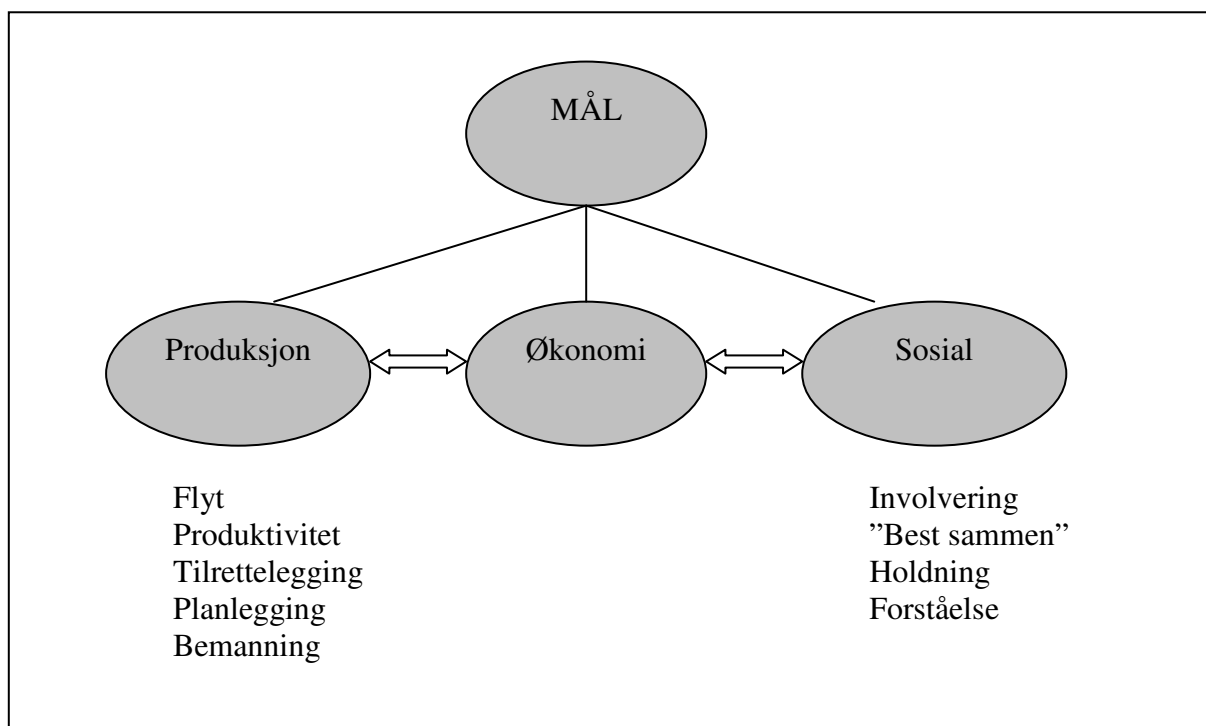 MÅL
Produksjon
Økonomi
Sosial
Flyt
Produktivitet
Tilrettelegging
Planlegging
Bemanning
Involvering
”Best sammen”
Holdning
Forståelse